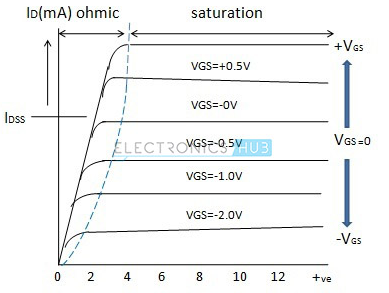 ID(mA) ohmic saturation
+VGS
VGS=+0.5V
VGS=-0V
IDSS
VGS=-0.5V
VGS=0
ELECTRONICS HUB
VGS=-1.0V
VGS=-2.0V
-VGS
0 2 4 6 8 10 12 +ve